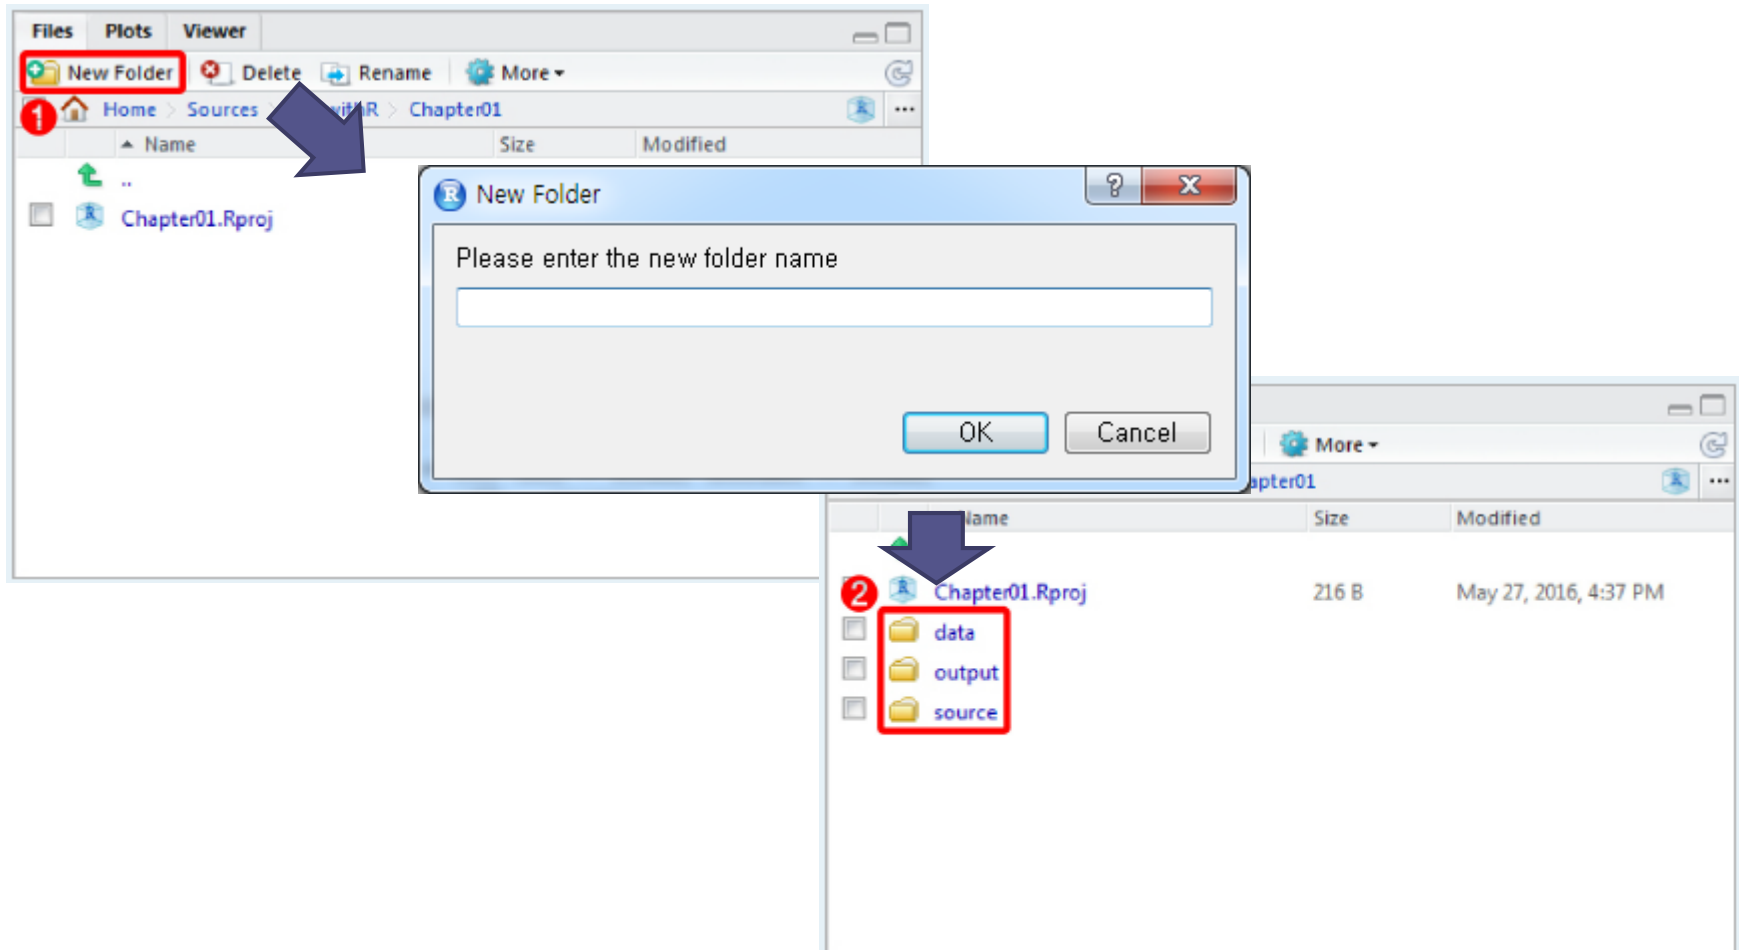 Files Plots Viewer
New Folder Delete Rename More
1 Home Sources withR Chapter01
Name Size Modified
..
Chapter01.Rproj
New Folder ? X
Please enter the new folder name
OK Cancel
More
apter01 ...
Name Size Modified
2 Chapter01.Rproj 216 B May 27, 2016, 4:37 PM
data
output
source